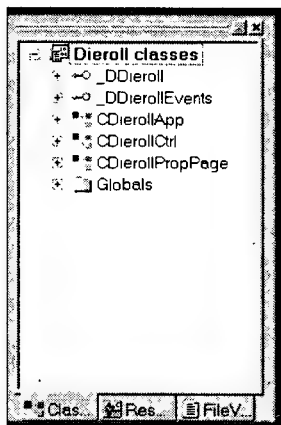 Dieroll classes
_DDieroll
_DDierollEvents
CDierollApp
CDierollCtrl
CDierollPropPage
Globals
Clas... Res... FileV...